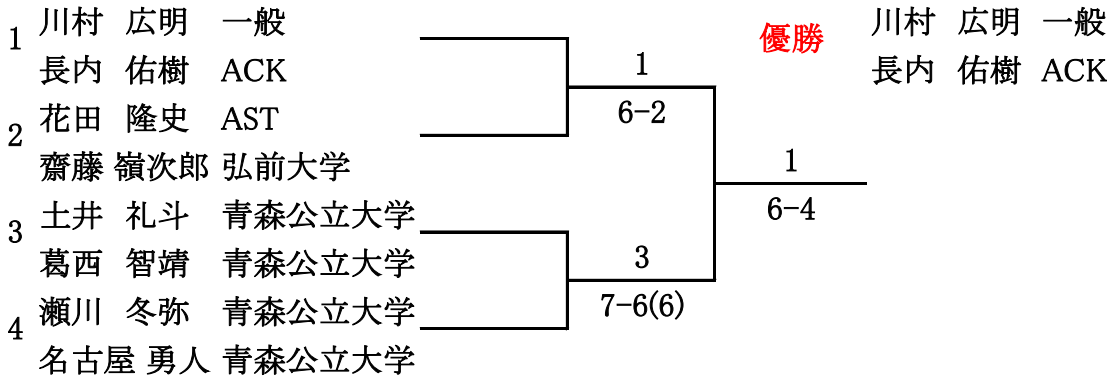 1 川村 広明 一般
長内 佑樹 ACK
2 花田 隆史 AST
齋藤 嶺次郎 弘前大学
3 土井 礼斗 青森公立大学
葛西 智靖 青森公立大学
4 瀬川 冬弥 青森公立大学
名古屋 勇人 青森公立大学
1
6-2
3
7-6(6)
1
6-4
優勝
川村 広明 一般
長内 佑樹 ACK